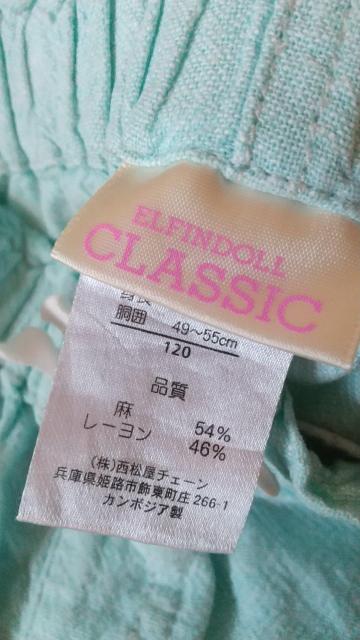 ELFINDOLL
CLASSIC
胴囲 49~55cm
120
品質
麻 54%
レーヨン 46%
(株)西松屋チェーン
兵庫県姫路市飾東町庄266-1
カンボジア製